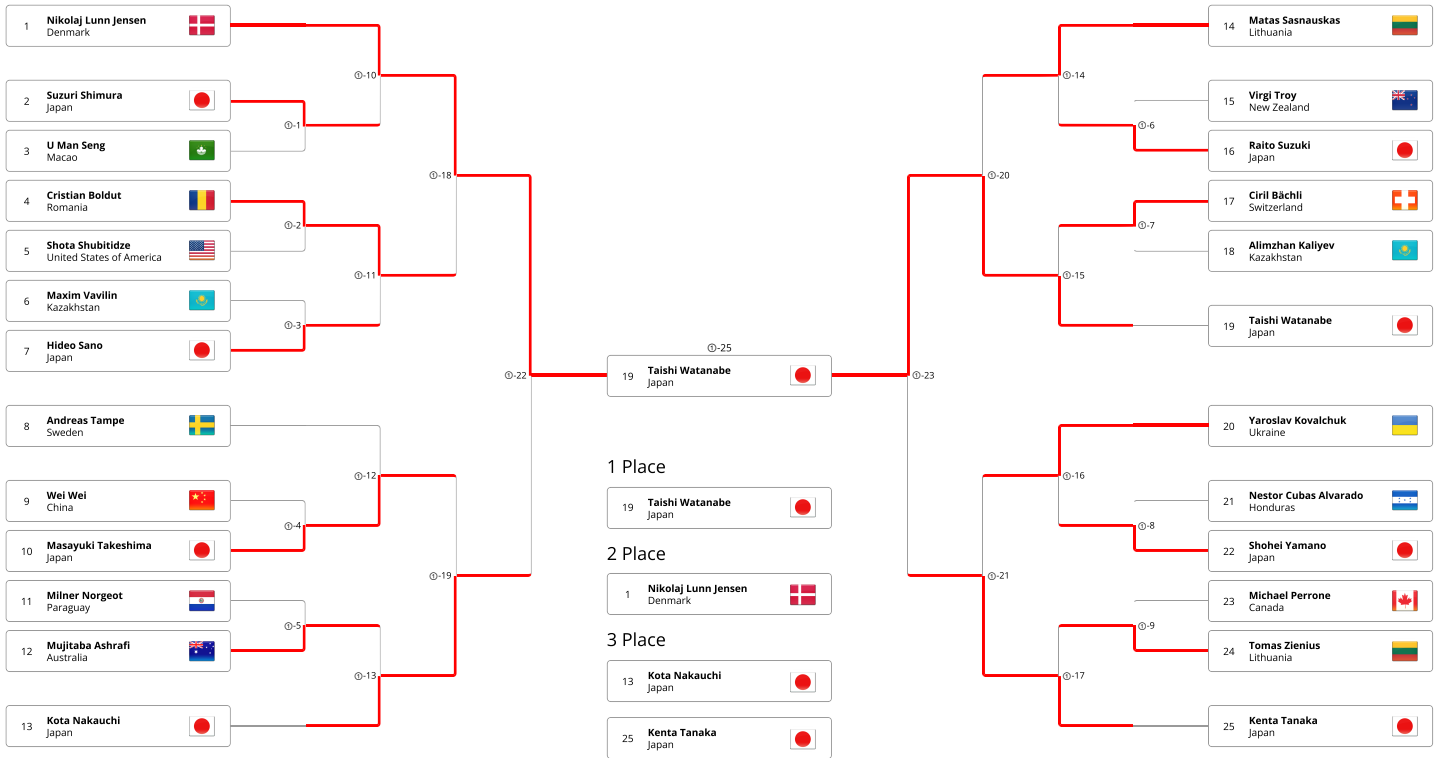 1
Nikolaj Lunn Jensen
Denmark
2
Suzuri Shimura
Japan
3
U Man Seng
Macao
4
Cristian Boldut
Romania
5
Shota Shubitidze
United States of America
6
Maxim Vavilin
Kazakhstan
7
Hideo Sano
Japan
8
Andreas Tampe
Sweden
9
Wei Wei
China
10
Masayuki Takeshima
Japan
11
Milner Norgeot
Paraguay
12
Mujitaba Ashrafi
Australia
13
Kota Nakauchi
Japan
①-1
①-2
①-3
①-4
①-5
①-10
①-11
①-12
①-13
①-18
①-19
①-22
①-25
19
Taishi Watanabe
Japan
1 Place
19
Taishi Watanabe
Japan
2 Place
1
Nikolaj Lunn Jensen
Denmark
3 Place
13
Kota Nakauchi
Japan
25
Kenta Tanaka
Japan
①-23
①-20
①-21
①-14
①-15
①-16
①-17
①-6
①-7
①-8
①-9
14
Matas Sasnauskas
Lithuania
15
Virgi Troy
New Zealand
16
Raito Suzuki
Japan
17
Ciril Bächli
Switzerland
18
Alimzhan Kaliyev
Kazakhstan
19
Taishi Watanabe
Japan
20
Yaroslav Kovalchuk
Ukraine
21
Nestor Cubas Alvarado
Honduras
22
Shohei Yamano
Japan
23
Michael Perrone
Canada
24
Tomas Zienius
Lithuania
25
Kenta Tanaka
Japan